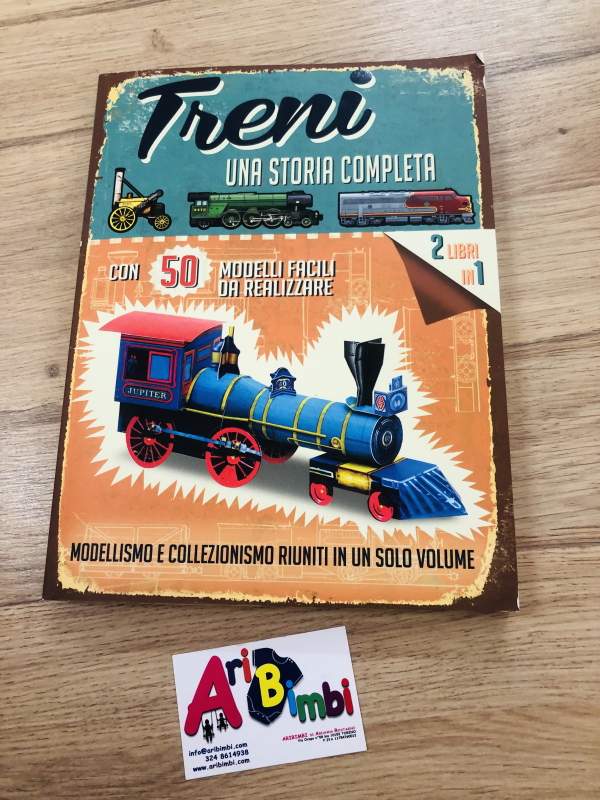 Treni
UNA STORIA COMPLETA
2 LIBRI
IN 1
CON 50 MODELLI FACILI
DA REALIZZARE
JUPITER
MODELLISMO E COLLEZIONISMO RIUNITI IN UN SOLO VOLUME
AriBimbi
info@aribimbi.com
324 8614938
www.aribimbi.com
ARIBIMBI